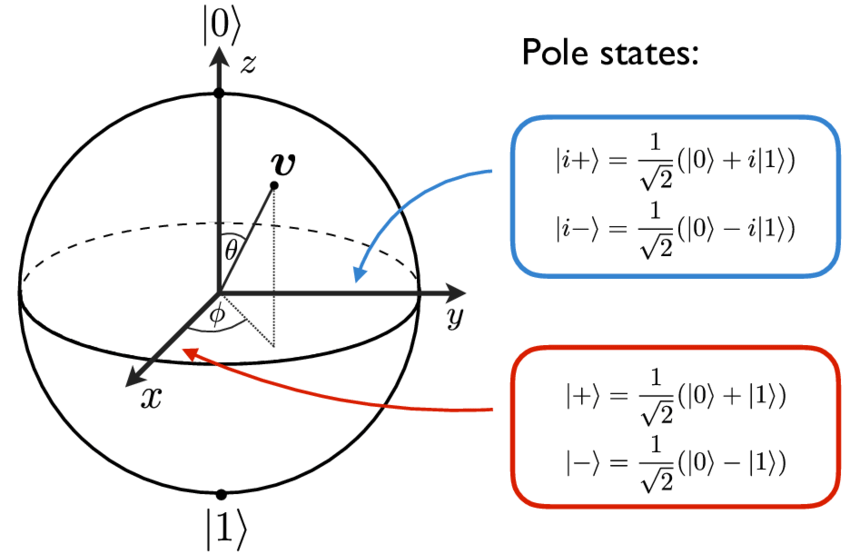 |0⟩
z
Pole states:
v
θ
ϕ
y
x
|1⟩
|i+⟩ = 1/√2(|0⟩ + i|1⟩)
|i−⟩ = 1/√2(|0⟩ − i|1⟩)
|+⟩ = 1/√2(|0⟩ + |1⟩)
|−⟩ = 1/√2(|0⟩ − |1⟩)